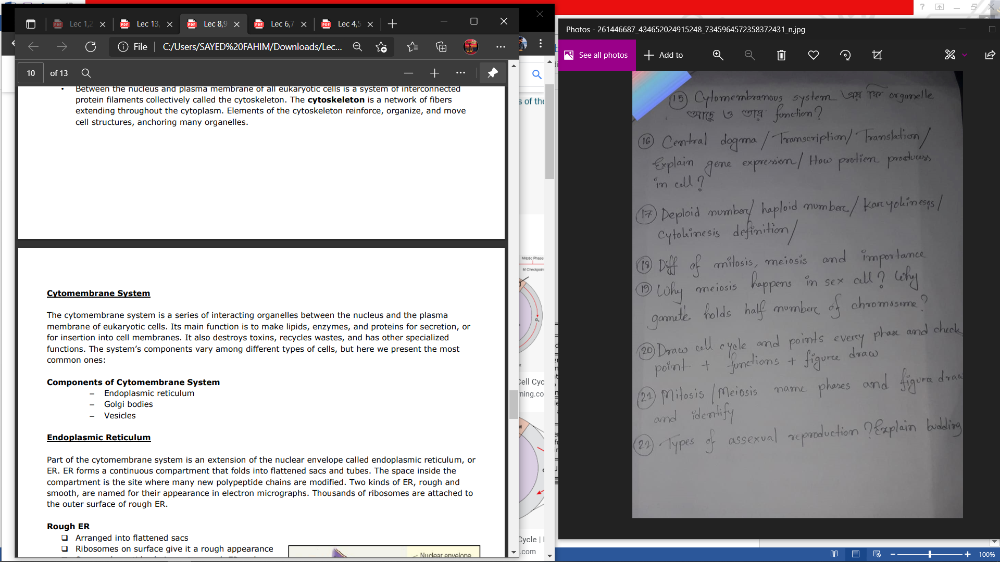 Lec 1,2
Lec 13,
Lec 8,9
Lec 6,7
Lec 4,5
File
C:/Users/SAYED%20FAHIM/Downloads/Lec...
10 of 13
Between the nucleus and plasma membrane of all eukaryotic cells is a system of interconnected
protein filaments collectively called the cytoskeleton. The cytoskeleton is a network of fibers
extending throughout the cytoplasm. Elements of the cytoskeleton reinforce, organize, and move
cell structures, anchoring many organelles.
Cytomembrane System
The cytomembrane system is a series of interacting organelles between the nucleus and the plasma
membrane of eukaryotic cells. Its main function is to make lipids, enzymes, and proteins for secretion, or
for insertion into cell membranes. It also destroys toxins, recycles wastes, and has other specialized
functions. The system's components vary among different types of cells, but here we present the most
common ones:
Components of Cytomembrane System
– Endoplasmic reticulum
– Golgi bodies
– Vesicles
Endoplasmic Reticulum
Part of the cytomembrane system is an extension of the nuclear envelope called endoplasmic reticulum, or
ER. ER forms a continuous compartment that folds into flattened sacs and tubes. The space inside the
compartment is the site where many new polypeptide chains are modified. Two kinds of ER, rough and
smooth, are named for their appearance in electron micrographs. Thousands of ribosomes are attached to
the outer surface of rough ER.
Rough ER
Arranged into flattened sacs
Ribosomes on surface give it a rough appearance
Nuclear envelope
s of the
Mitotic Phase
M Checkpoin
Cell Cyc
ning.co
M
Cycle |
.com
Photos - 261446687_434652024915248_7345964572358372431_n.jpg
See all photos
Add to
15 Cytomembranous system এর কি organelle
আছে ও তার function?
16 Central dogma / Transcription/ Translation/
Explain gene expression/ How protien produces
in cell?
17 Deploid number/ haploid number/ Karyokinesis/
Cytokinesis definition/
18 Diff of mitosis, meiosis and importance
19 Why meiosis happens in sex cell? Why
gamete holds half number of chromosome?
20 Draw cell cycle and points every phase and check
point + functions + figure draw
21 Mitosis / Meiosis name phases and figure draw
and identify
22 Types of assexual reproduction? Explain budding
100%